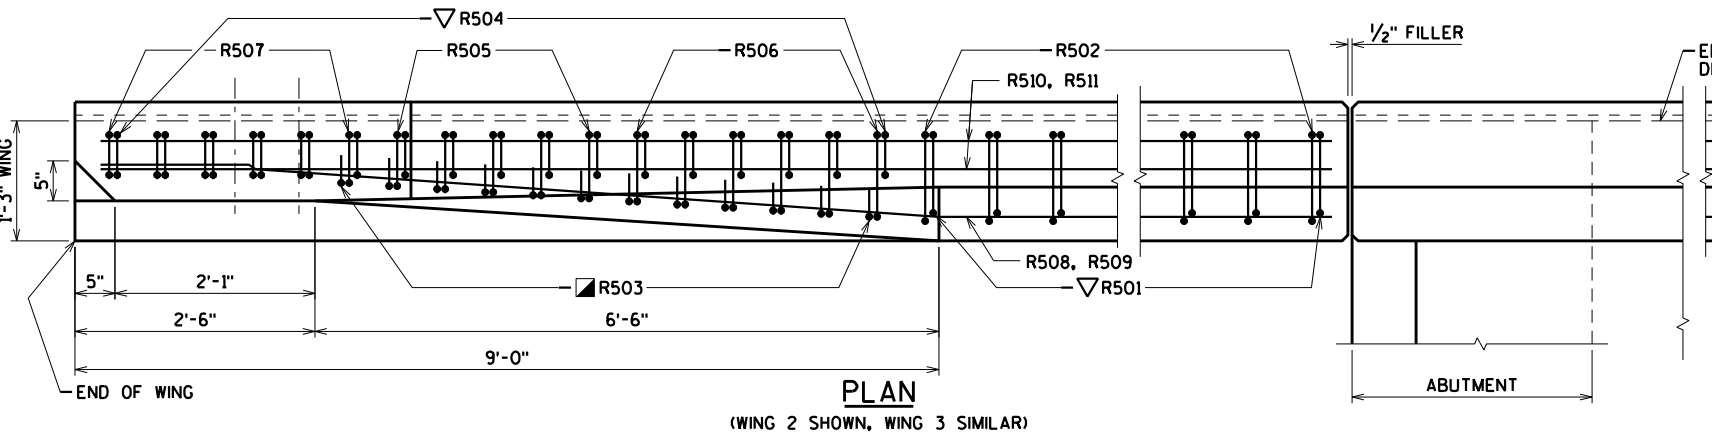 R504
R507
R505
R506
R502
1/2" FILLER
R510, R511
1'-3" WING
5"
R508, R509
R503
R501
5"
2'-1"
2'-6"
6'-6"
9'-0"
END OF WING
PLAN
(WING 2 SHOWN, WING 3 SIMILAR)
ABUTMENT